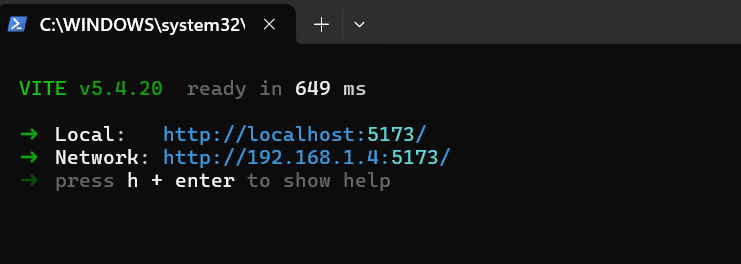 C:\WINDOWS\system32\
VITE v5.4.20  ready in 649 ms
➜  Local:   http://localhost:5173/
➜  Network: http://192.168.1.4:5173/
➜  press h + enter to show help